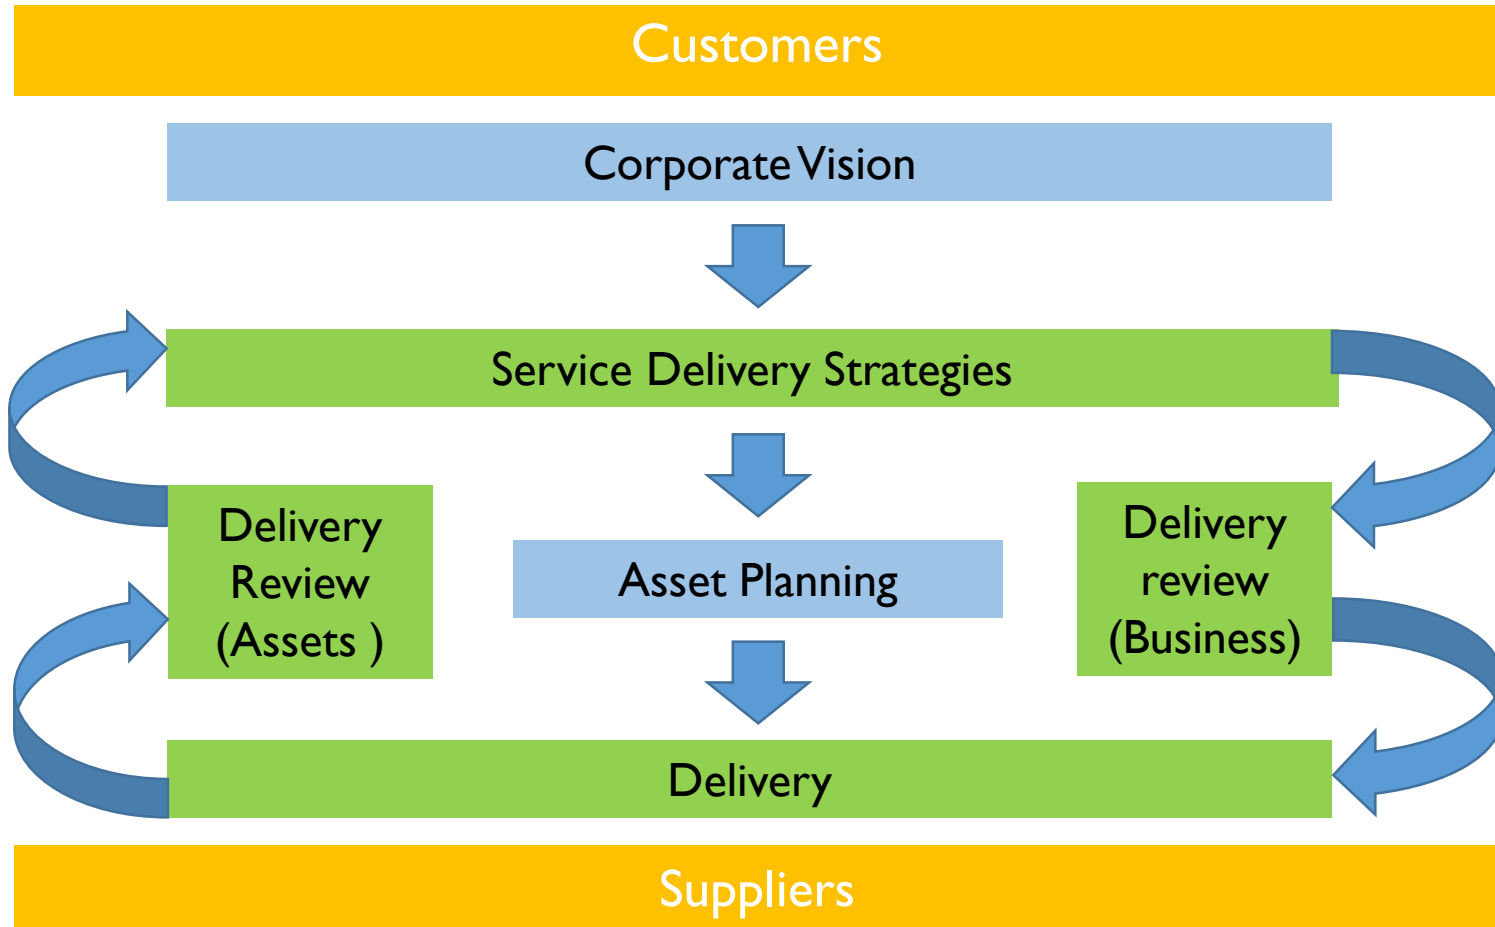 Customers
Corporate Vision
Service Delivery Strategies
Delivery
Review
(Assets )
Asset Planning
Delivery
review
(Business)
Delivery
Suppliers